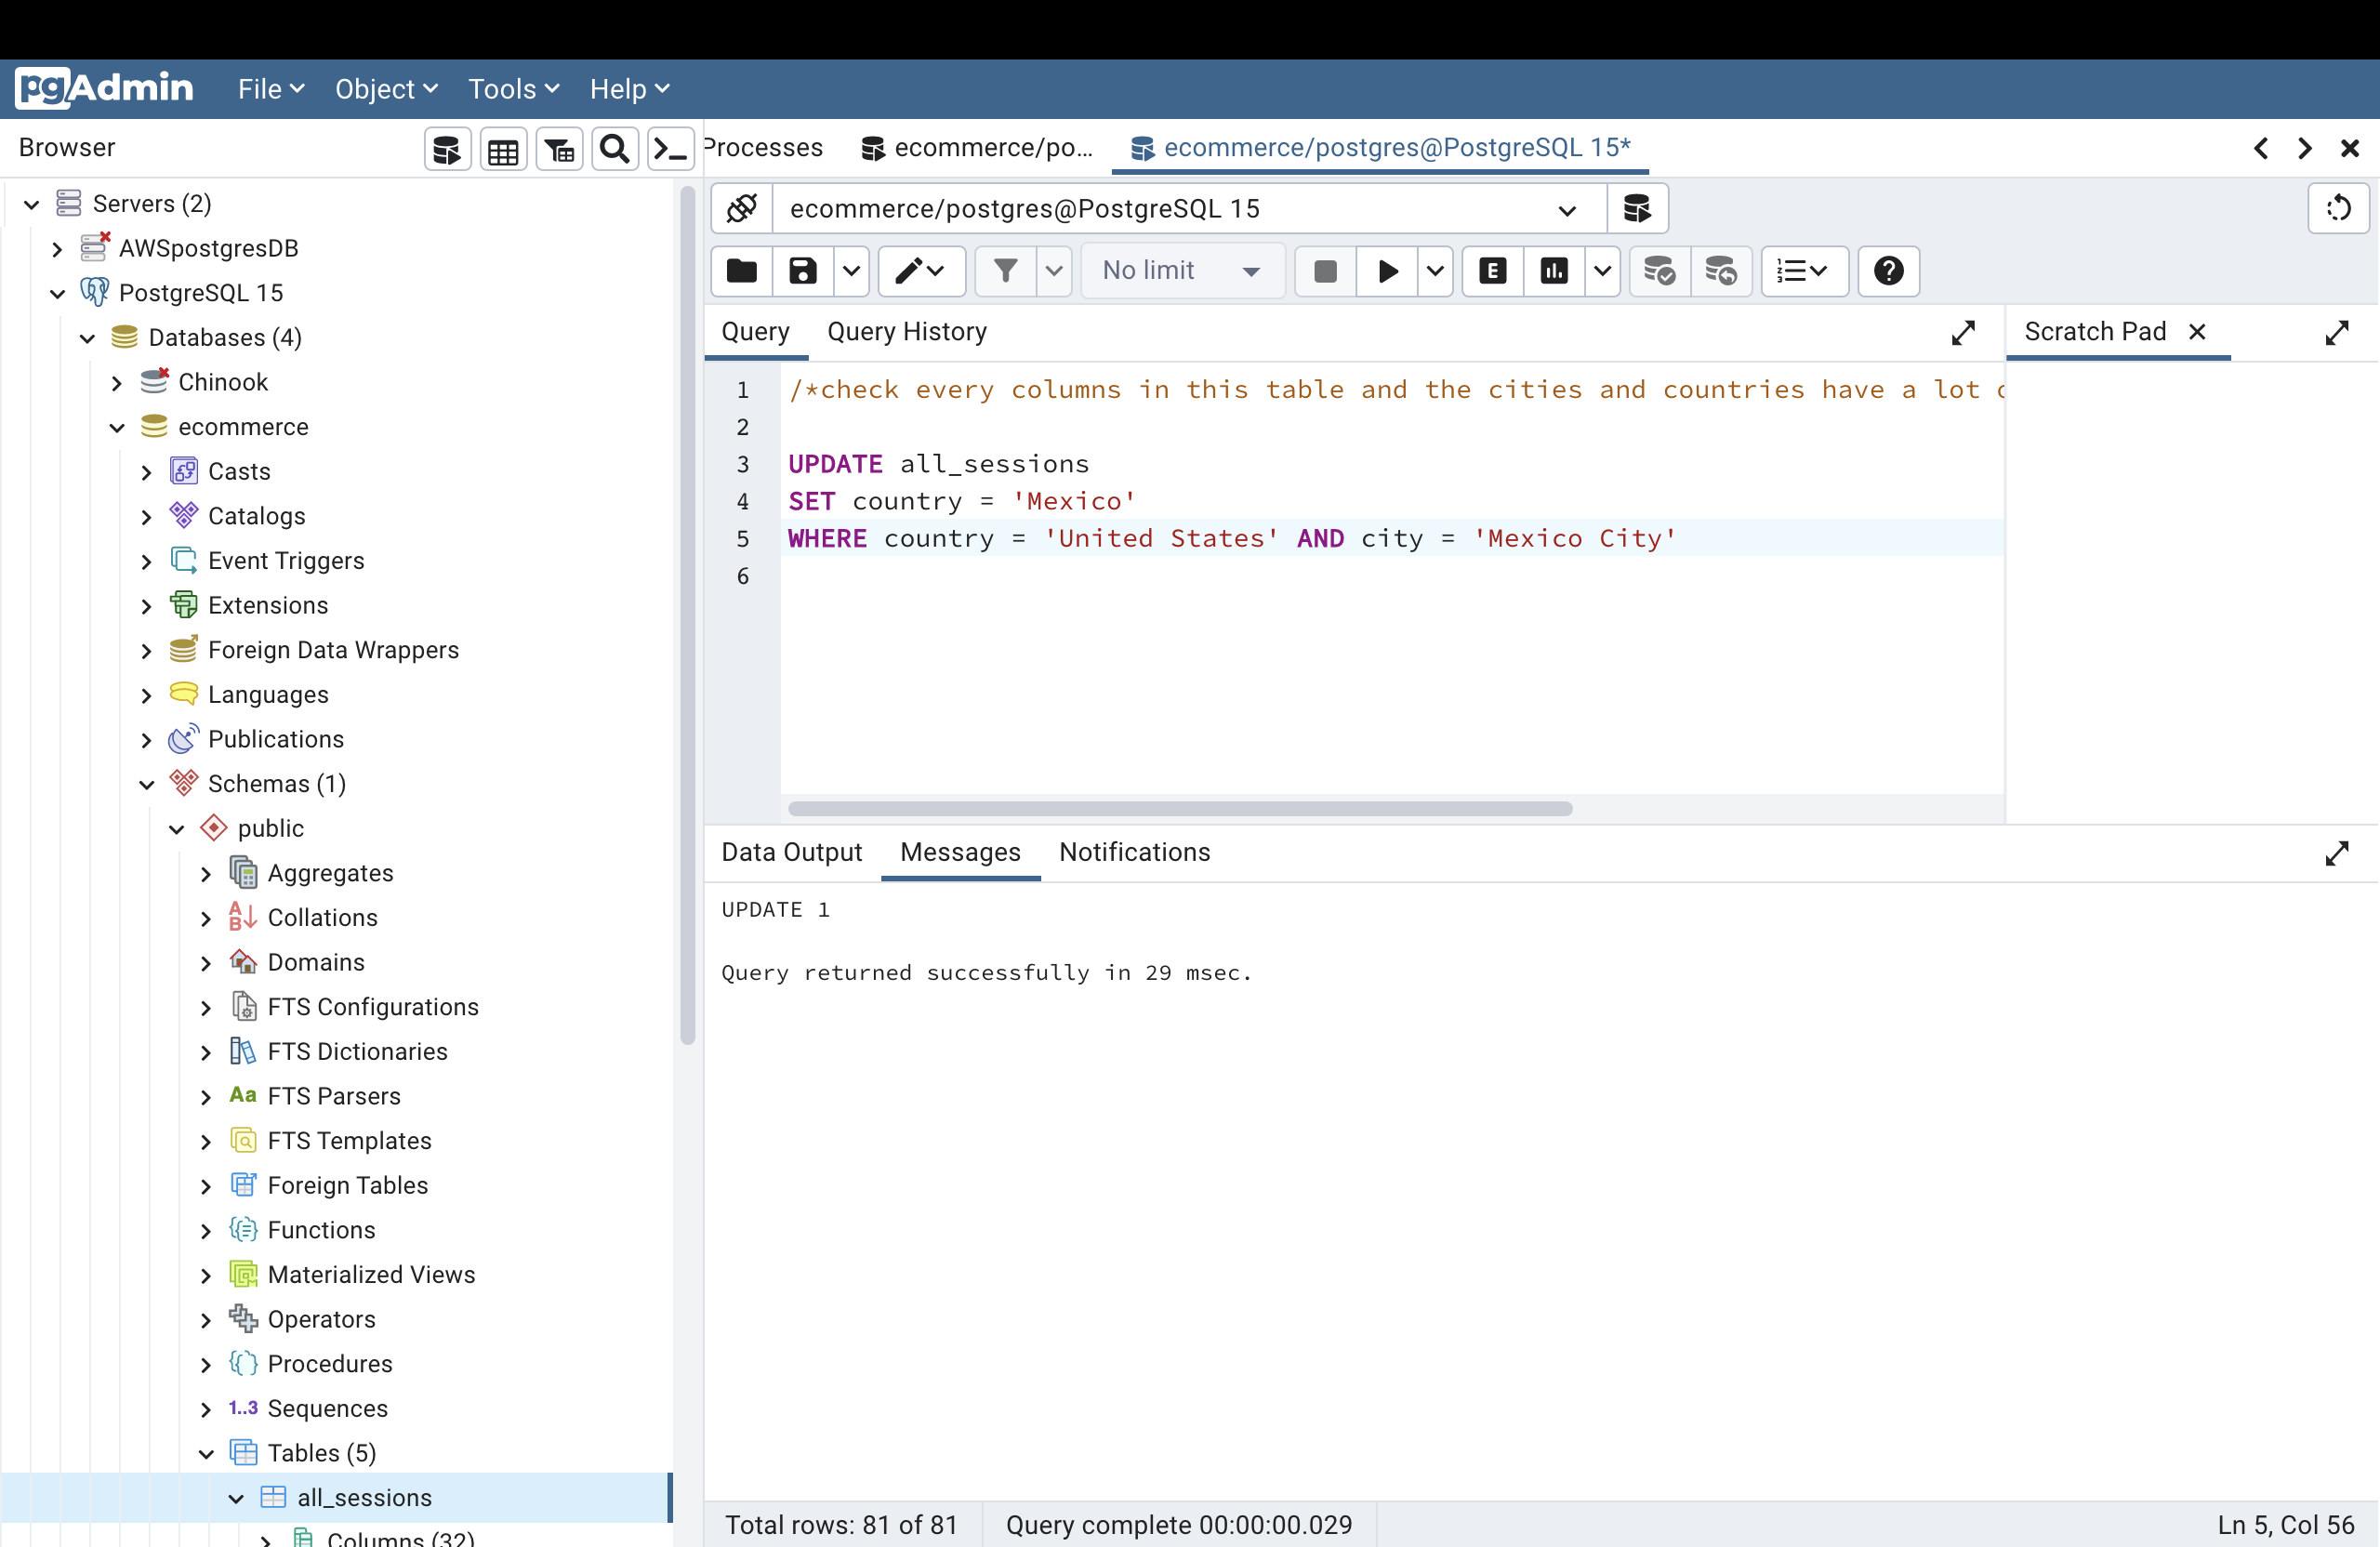 pgAdmin File Object Tools Help
Browser
Processes ecommerce/po... ecommerce/postgres@PostgreSQL 15*
Servers (2)
AWSpostgresDB
PostgreSQL 15
Databases (4)
Chinook
ecommerce
Casts
Catalogs
Event Triggers
Extensions
Foreign Data Wrappers
Languages
Publications
Schemas (1)
public
Aggregates
Collations
Domains
FTS Configurations
FTS Dictionaries
Aa FTS Parsers
FTS Templates
Foreign Tables
Functions
Materialized Views
Operators
Procedures
1..3 Sequences
Tables (5)
all_sessions
Columns (32)
ecommerce/postgres@PostgreSQL 15
No limit E
Query Query History
Scratch Pad
1 /*check every columns in this table and the cities and countries have a lot
2
3 UPDATE all_sessions
4 SET country = 'Mexico'
5 WHERE country = 'United States' AND city = 'Mexico City'
6
Data Output Messages Notifications
UPDATE 1
Query returned successfully in 29 msec.
Total rows: 81 of 81 Query complete 00:00:00.029 Ln 5, Col 56